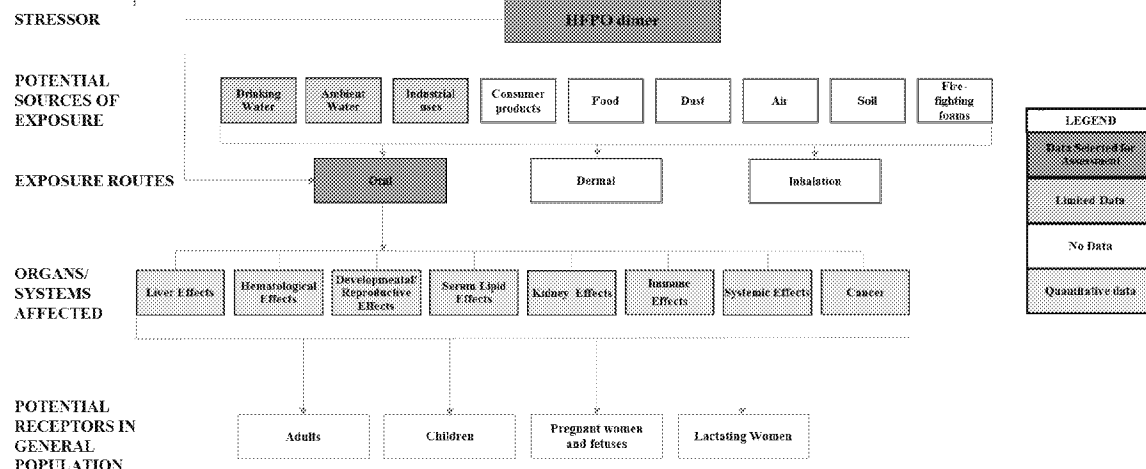 STRESSOR
HFPO dimer
POTENTIAL
SOURCES OF
EXPOSURE
Drinking
Water
Ambient
Water
Industrial
uses
Consumer
products
Food
Dust
Air
Soil
Fire-
fighting
foams
LEGEND
Data Selected for
Assessment
Limited Data
No Data
Quantitative data
EXPOSURE ROUTES
Oral
Dermal
Inhalation
ORGANS/
SYSTEMS
AFFECTED
Liver Effects
Hematological
Effects
Developmental/
Reproductive
Effects
Serum Lipid
Effects
Kidney Effects
Immune
Effects
Systemic Effects
Cancer
POTENTIAL
RECEPTORS IN
GENERAL
POPULATION
Adults
Children
Pregnant women
and fetuses
Lactating Women